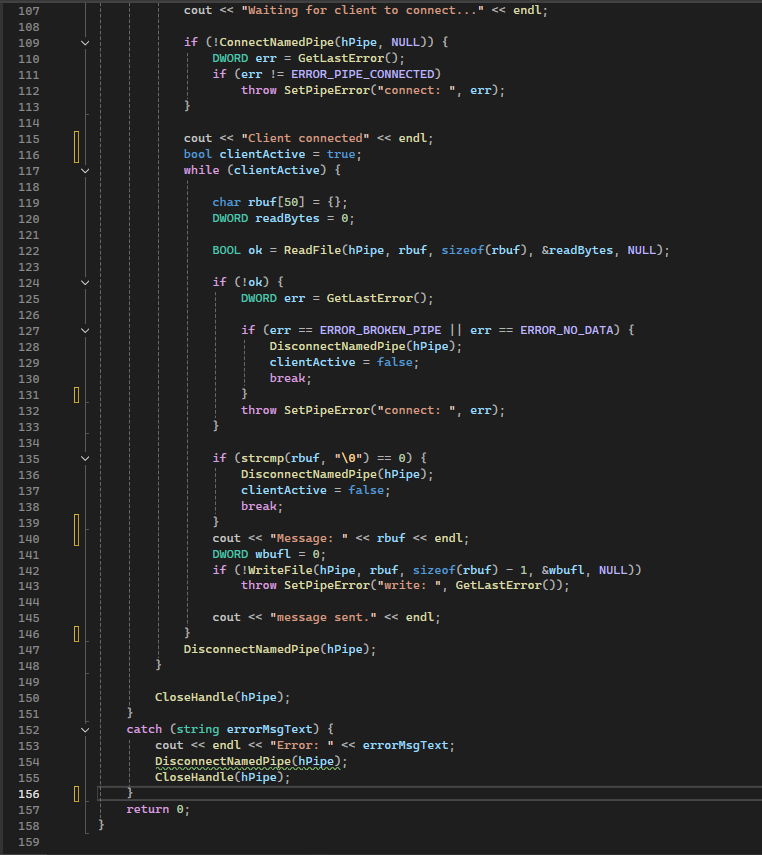 107 cout << "Waiting for client to connect..." << endl;
108
109 if (!ConnectNamedPipe(hPipe, NULL)) {
110 DWORD err = GetLastError();
111 if (err != ERROR_PIPE_CONNECTED)
112 throw SetPipeError("connect: ", err);
113 }
114
115 cout << "Client connected" << endl;
116 bool clientActive = true;
117 while (clientActive) {
118
119 char rbuf[50] = {};
120 DWORD readBytes = 0;
121
122 BOOL ok = ReadFile(hPipe, rbuf, sizeof(rbuf), &readBytes, NULL);
123
124 if (!ok) {
125 DWORD err = GetLastError();
126
127 if (err == ERROR_BROKEN_PIPE || err == ERROR_NO_DATA) {
128 DisconnectNamedPipe(hPipe);
129 clientActive = false;
130 break;
131 }
132 throw SetPipeError("connect: ", err);
133 }
134
135 if (strcmp(rbuf, "\0") == 0) {
136 DisconnectNamedPipe(hPipe);
137 clientActive = false;
138 break;
139 }
140 cout << "Message: " << rbuf << endl;
141 DWORD wbufl = 0;
142 if (!WriteFile(hPipe, rbuf, sizeof(rbuf) - 1, &wbufl, NULL))
143 throw SetPipeError("write: ", GetLastError());
144
145 cout << "message sent." << endl;
146 }
147 DisconnectNamedPipe(hPipe);
148 }
149
150 CloseHandle(hPipe);
151 }
152 catch (string errorMsgText) {
153 cout << endl << "Error: " << errorMsgText;
154 DisconnectNamedPipe(hPipe);
155 CloseHandle(hPipe);
156 }
157 return 0;
158 }
159